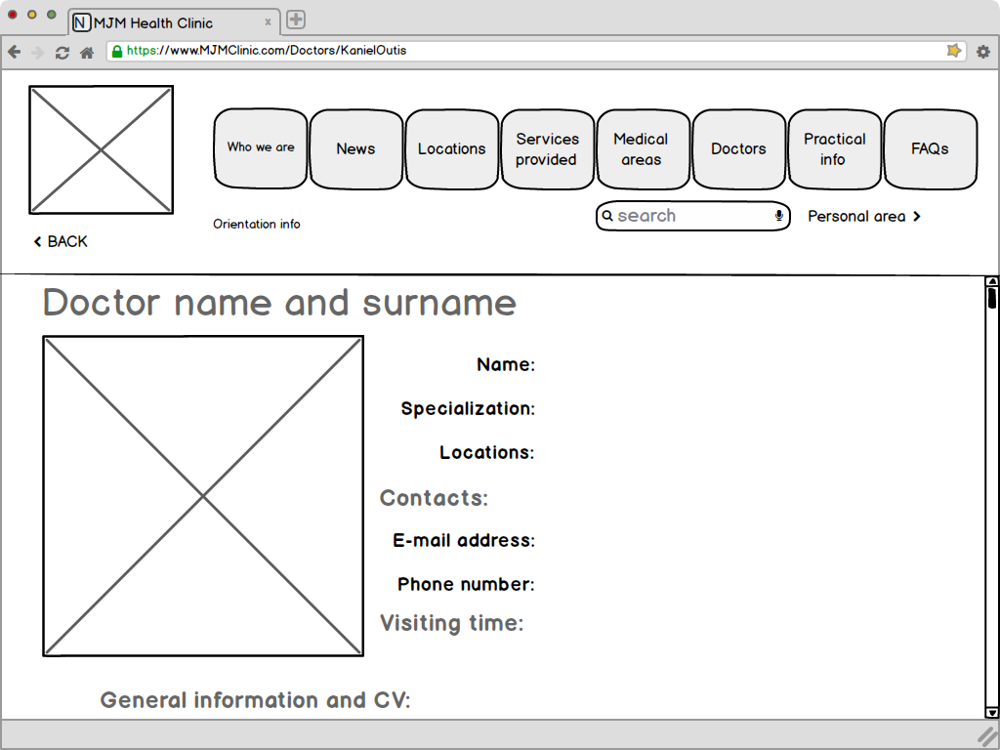 N MJM Health Clinic x
https://www.MJMClinic.com/Doctors/KanielOutis
Who we are
News
Locations
Services
provided
Medical
areas
Doctors
Practical
info
FAQs
search
Personal area
Orientation info
BACK
Doctor name and surname
Name:
Specialization:
Locations:
Contacts:
E-mail address:
Phone number:
Visiting time:
General information and CV: